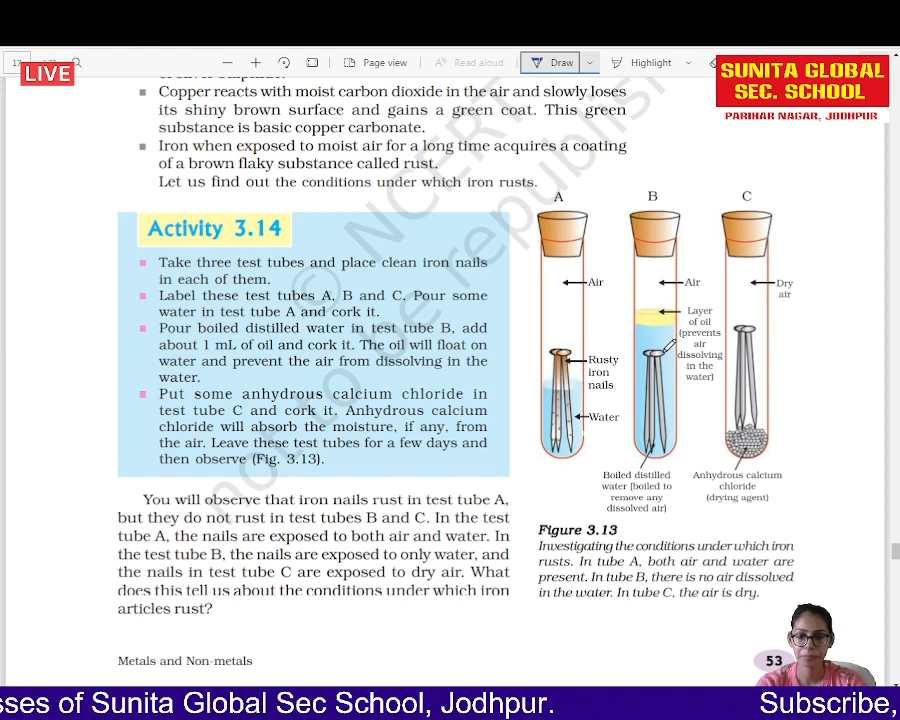 17
Page view
Read aloud
Draw
Highlight
LIVE
SUNITA GLOBAL
SEC. SCHOOL
PARIHAR NAGAR, JODHPUR
Copper reacts with moist carbon dioxide in the air and slowly loses
its shiny brown surface and gains a green coat. This green
substance is basic copper carbonate.
Iron when exposed to moist air for a long time acquires a coating
of a brown flaky substance called rust.
Let us find out the conditions under which iron rusts.
Activity 3.14
Take three test tubes and place clean iron nails
in each of them.
Label these test tubes A, B and C. Pour some
water in test tube A and cork it.
Pour boiled distilled water in test tube B, add
about 1 mL of oil and cork it. The oil will float on
water and prevent the air from dissolving in the
water.
Put some anhydrous calcium chloride in
test tube C and cork it. Anhydrous calcium
chloride will absorb the moisture, if any, from
the air. Leave these test tubes for a few days and
then observe (Fig. 3.13).
A
B
C
Air
Air
Dry
air
Layer
of oil
(prevents
air
dissolving
in the
water)
Rusty
iron
nails
Water
Boiled distilled
water (boiled to
remove any
dissolved air)
Anhydrous calcium
chloride
(drying agent)
You will observe that iron nails rust in test tube A,
but they do not rust in test tubes B and C. In the test
tube A, the nails are exposed to both air and water. In
the test tube B, the nails are exposed to only water, and
the nails in test tube C are exposed to dry air. What
does this tell us about the conditions under which iron
articles rust?
Figure 3.13
Investigating the conditions under which iron
rusts. In tube A, both air and water are
present. In tube B, there is no air dissolved
in the water. In tube C, the air is dry.
© NCERT
not to be republish
Metals and Non-metals
53
sses of Sunita Global Sec School, Jodhpur.
Subscribe,